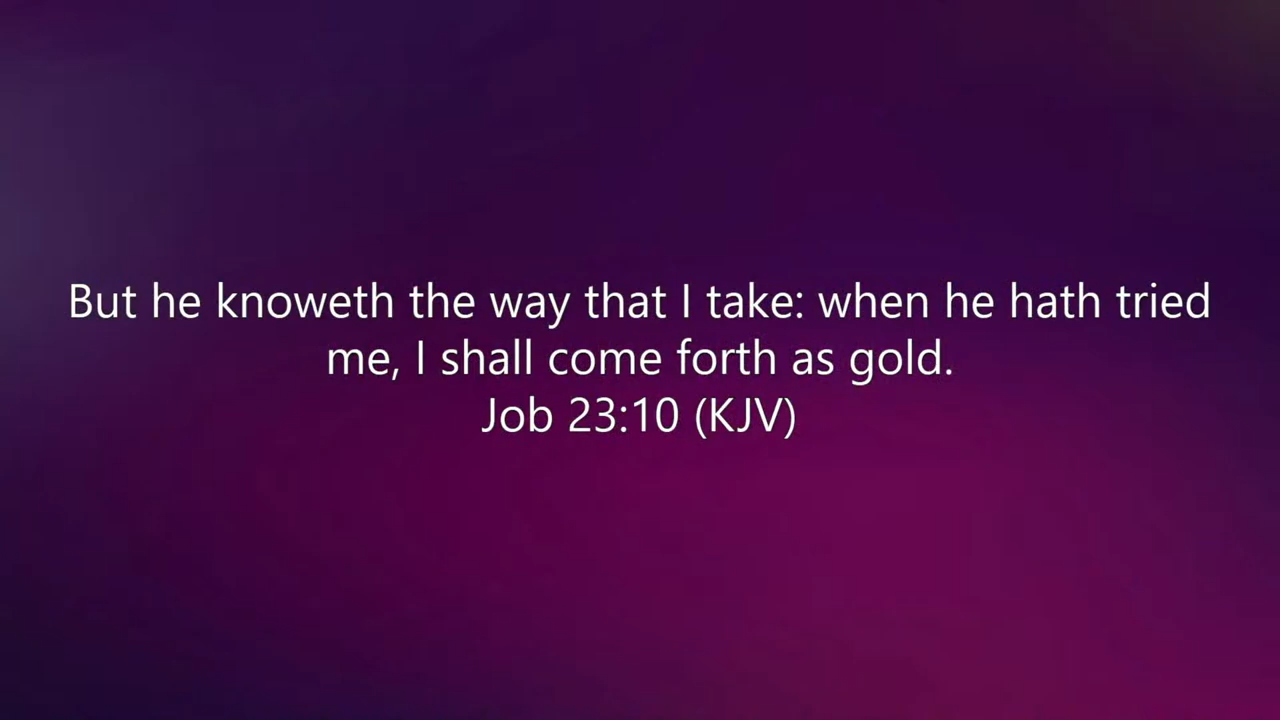 But he knoweth the way that I take: when he hath tried
me, I shall come forth as gold.
Job 23:10 (KJV)